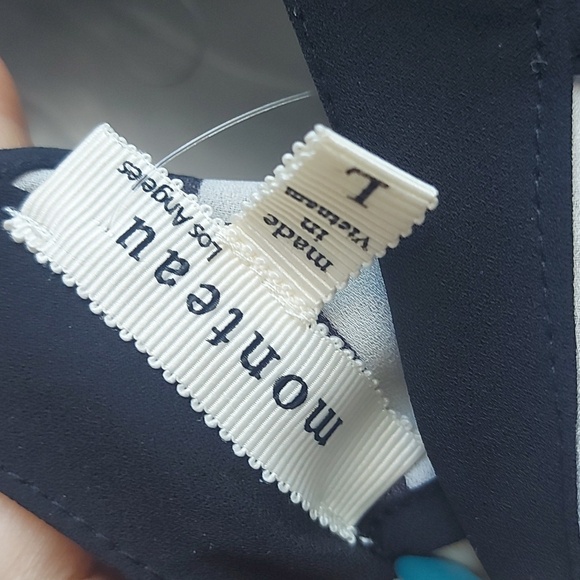 monteau
Los Angeles
L
made
in
Vietnam